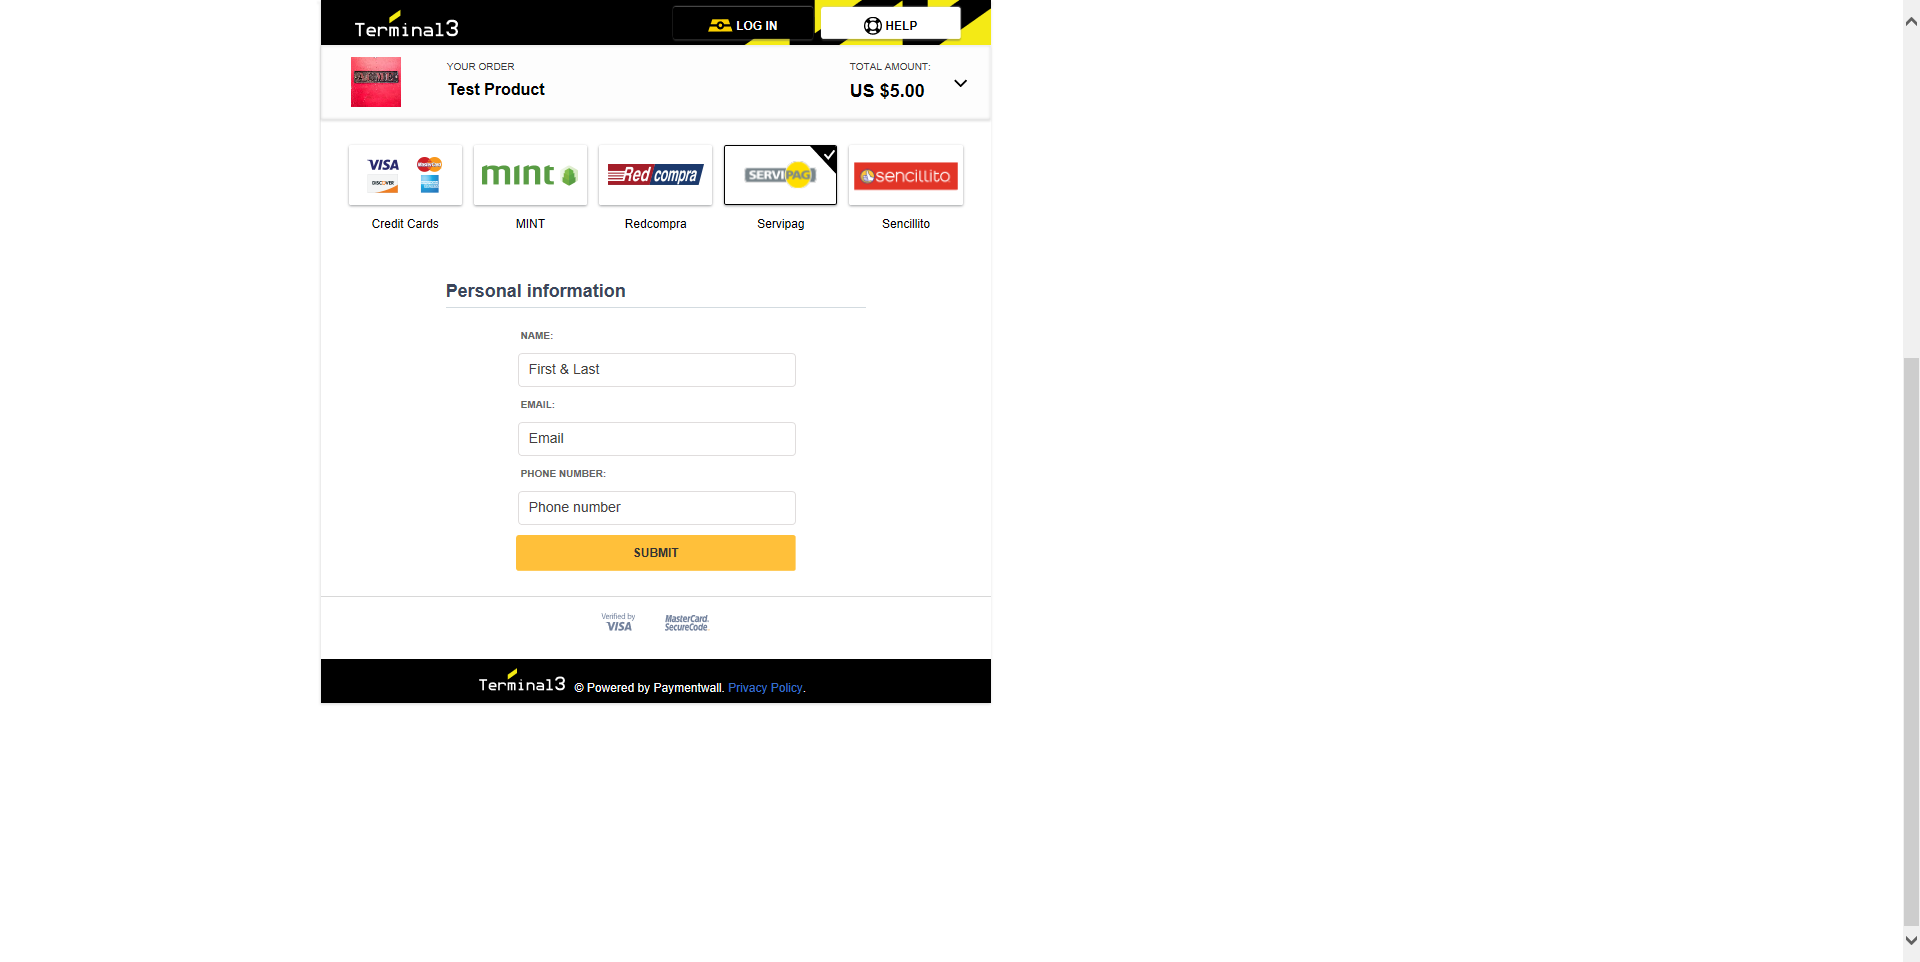 Terminal3
LOG IN
HELP
YOUR ORDER
Test Product
TOTAL AMOUNT:
US $5.00
VISA
MasterCard
DISCOVER
mint
Redcompra
SERVIPAG
sencillito
Credit Cards
MINT
Redcompra
Servipag
Sencillito
Personal information
NAME:
First & Last
EMAIL:
Email
PHONE NUMBER:
Phone number
SUBMIT
Verified by
VISA
MasterCard.
SecureCode
Terminal3 © Powered by Paymentwall. Privacy Policy.